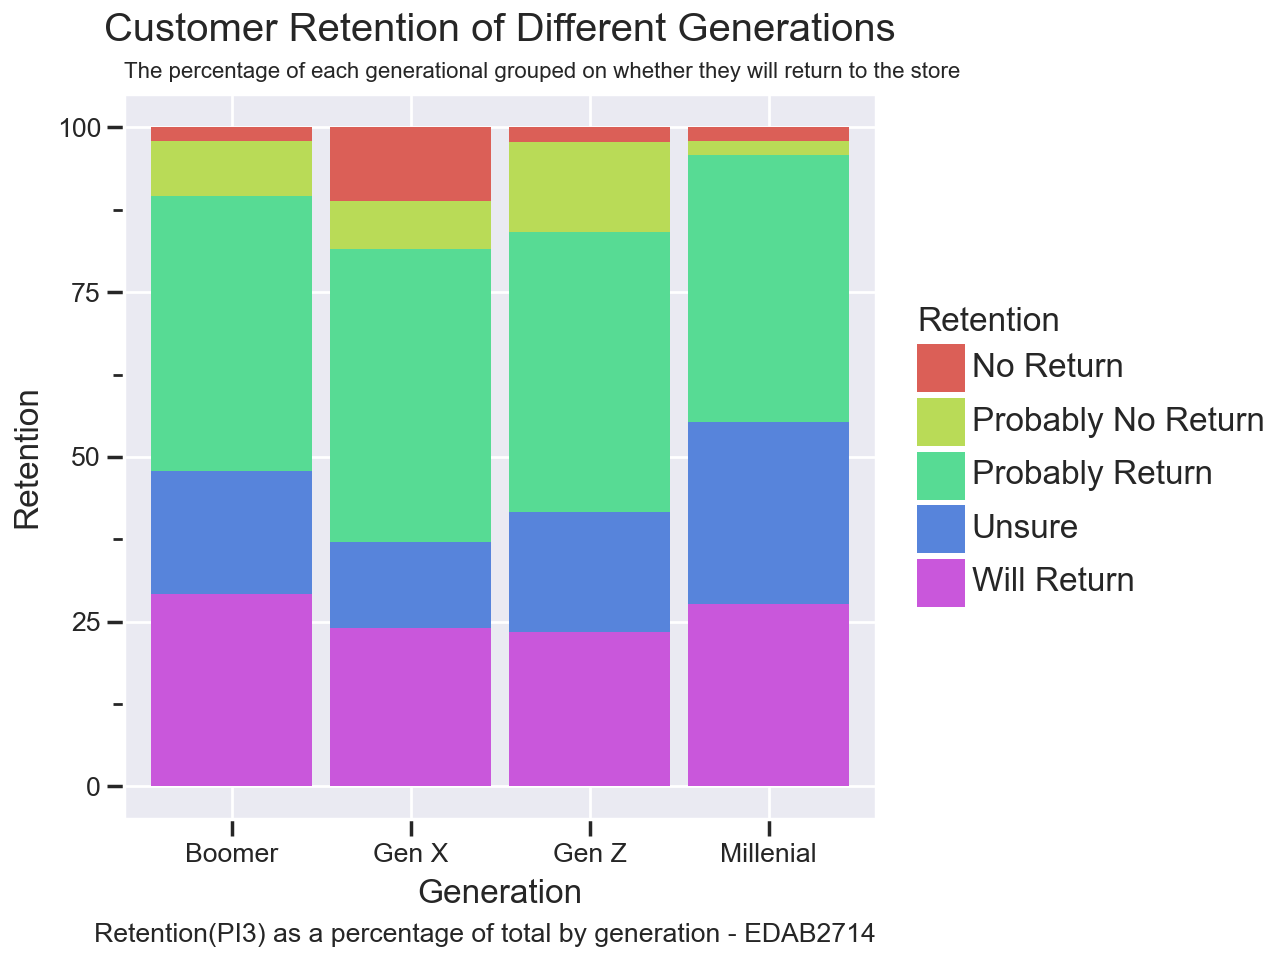 Customer Retention of Different Generations
The percentage of each generational grouped on whether they will return to the store
100
75
50
25
0
Retention
Boomer
Gen X
Gen Z
Millenial
Generation
Retention(PI3) as a percentage of total by generation - EDAB2714
Retention
No Return
Probably No Return
Probably Return
Unsure
Will Return